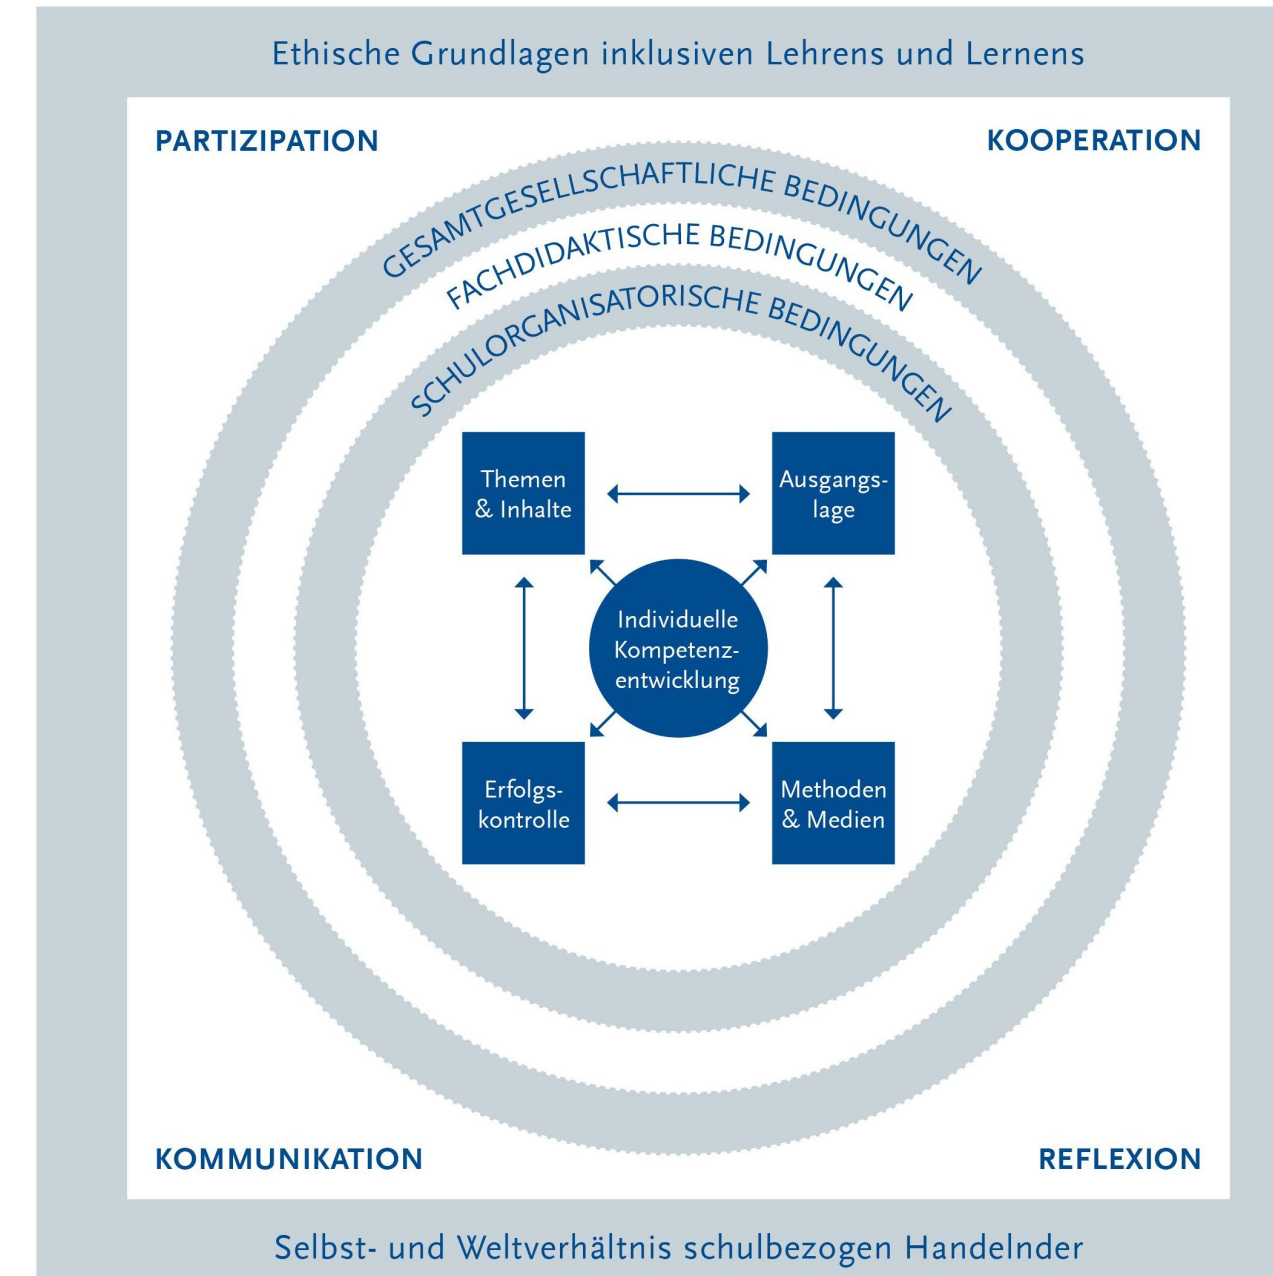 Ethische Grundlagen inklusiven Lehrens und Lernens
PARTIZIPATION
KOOPERATION
GESAMTGESELLSCHAFTLICHE BEDINGUNGEN
FACHDIDAKTISCHE BEDINGUNGEN
SCHULORGANISATORISCHE BEDINGUNGEN
Themen
& Inhalte
Ausgangs-
lage
Individuelle
Kompetenz-
entwicklung
Erfolgs-
kontrolle
Methoden
& Medien
KOMMUNIKATION
REFLEXION
Selbst- und Weltverhältnis schulbezogen Handelnder